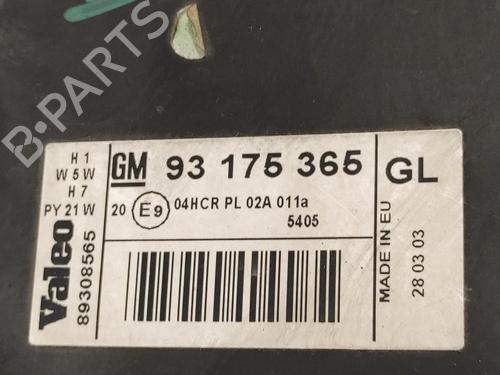 B-PARTS
H 1
W 5 W
H 7
PY 21 W
GM 93 175 365 GL
20 E9 04HCR PL 02A 011a
5405
Valeo
89308565
MADE IN EU
28 03 03